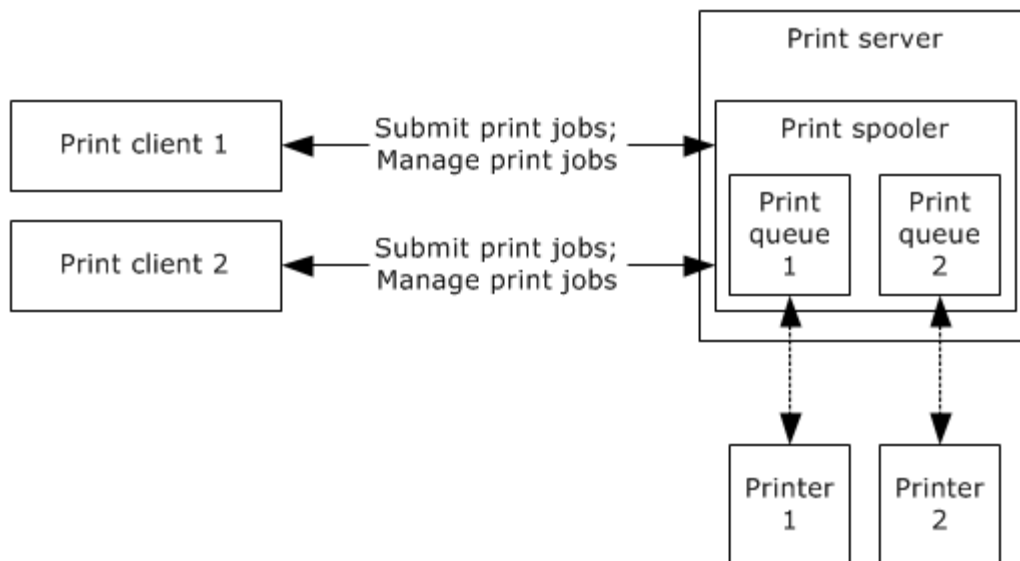 Print server
Print spooler
Print client 1
Submit print jobs;
Manage print jobs
Print
queue
1
Print
queue
2
Print client 2
Submit print jobs;
Manage print jobs
Printer
1
Printer
2